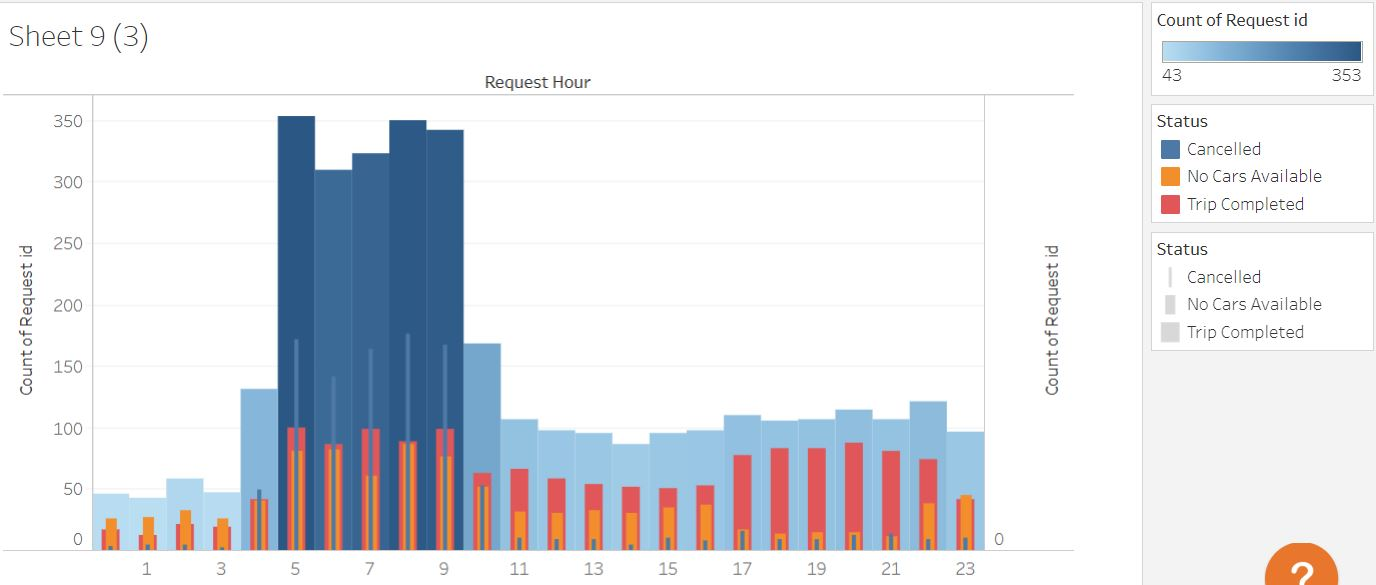 Sheet 9 (3)
Request Hour
Count of Request id
350
300
250
200
150
100
50
0
1
3
5
7
9
11
13
15
17
19
21
23
Count of Request id
0
Count of Request id
43 353
Status
Cancelled
No Cars Available
Trip Completed
Status
Cancelled
No Cars Available
Trip Completed
?